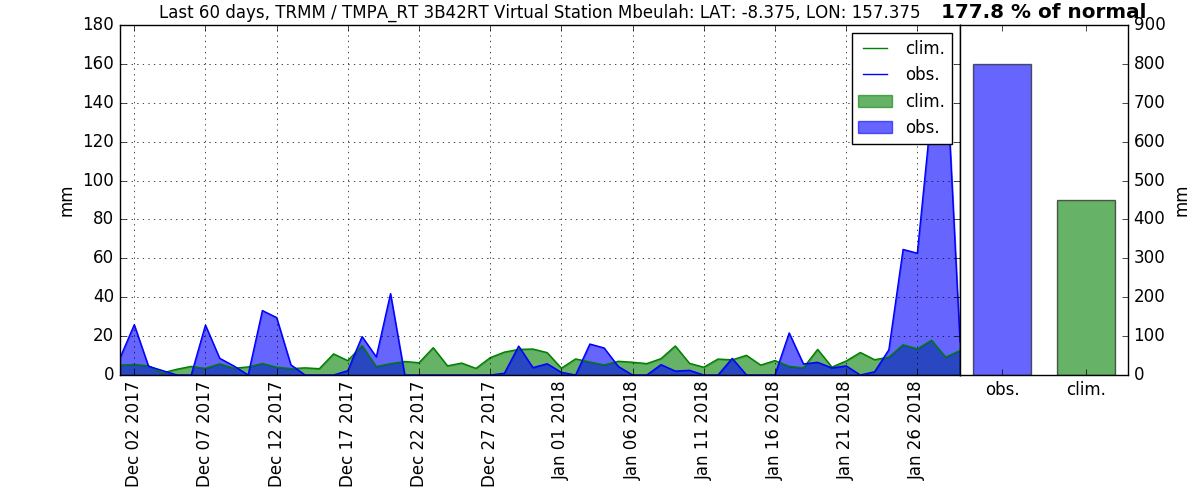 Last 60 days, TRMM / TMPA_RT 3B42RT Virtual Station Mbeulah: LAT: -8.375, LON: 157.375
177.8 % of normal
180
160
140
120
100
80
60
40
20
0
mm
clim.
obs.
clim.
obs.
900
800
700
600
500
400
300
200
100
0
mm
Dec 02 2017
Dec 07 2017
Dec 12 2017
Dec 17 2017
Dec 22 2017
Dec 27 2017
Jan 01 2018
Jan 06 2018
Jan 11 2018
Jan 16 2018
Jan 21 2018
Jan 26 2018
obs.
clim.